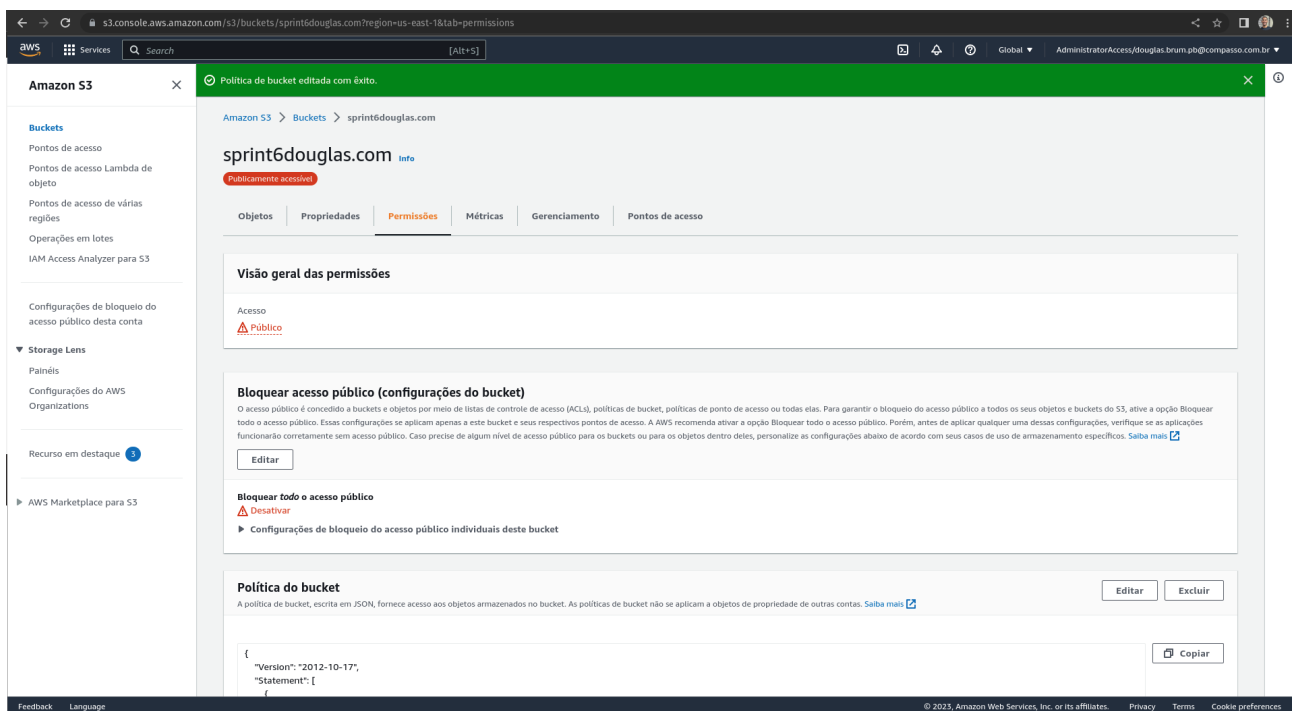 s3.console.aws.amazon.com/s3/buckets/sprint6douglas.com?region=us-east-1&tab=permissions
aws
Services
Search
[Alt+S]
Global
AdministratorAccess/douglas.brum.pb@compasso.com.br
Amazon S3
Política de bucket editada com êxito.
Buckets
Pontos de acesso
Pontos de acesso Lambda de
objeto
Pontos de acesso de várias
regiões
Operações em lotes
IAM Access Analyzer para S3
Configurações de bloqueio do
acesso público desta conta
Storage Lens
Painéis
Configurações do AWS
Organizations
Recurso em destaque 3
AWS Marketplace para S3
Amazon S3 > Buckets > sprint6douglas.com
sprint6douglas.com Info
Publicamente acessível
Objetos
Propriedades
Permissões
Métricas
Gerenciamento
Pontos de acesso
Visão geral das permissões
Acesso
Público
Bloquear acesso público (configurações do bucket)
O acesso público é concedido a buckets e objetos por meio de listas de controle de acesso (ACLs), políticas de bucket, políticas de ponto de acesso ou todas elas. Para garantir o bloqueio do acesso público a todos os seus objetos e buckets do S3, ative a opção Bloquear
todo o acesso público. Essas configurações se aplicam apenas a este bucket e seus respectivos pontos de acesso. A AWS recomenda ativar a opção Bloquear todo o acesso público. Porém, antes de aplicar qualquer uma dessas configurações, verifique se as aplicações
funcionarão corretamente sem acesso público. Caso precise de algum nível de acesso público para os buckets ou para os objetos dentro deles, personalize as configurações abaixo de acordo com seus casos de uso de armazenamento específicos. Saiba mais
Editar
Bloquear todo o acesso público
Desativar
Configurações de bloqueio do acesso público individuais deste bucket
Política do bucket
A política de bucket, escrita em JSON, fornece acesso aos objetos armazenados no bucket. As políticas de bucket não se aplicam a objetos de propriedade de outras contas. Saiba mais
Editar
Excluir
Copiar
{
"Version": "2012-10-17",
"Statement": [
{
Feedback
Language
© 2023, Amazon Web Services, Inc. or its affiliates.
Privacy
Terms
Cookie preferences